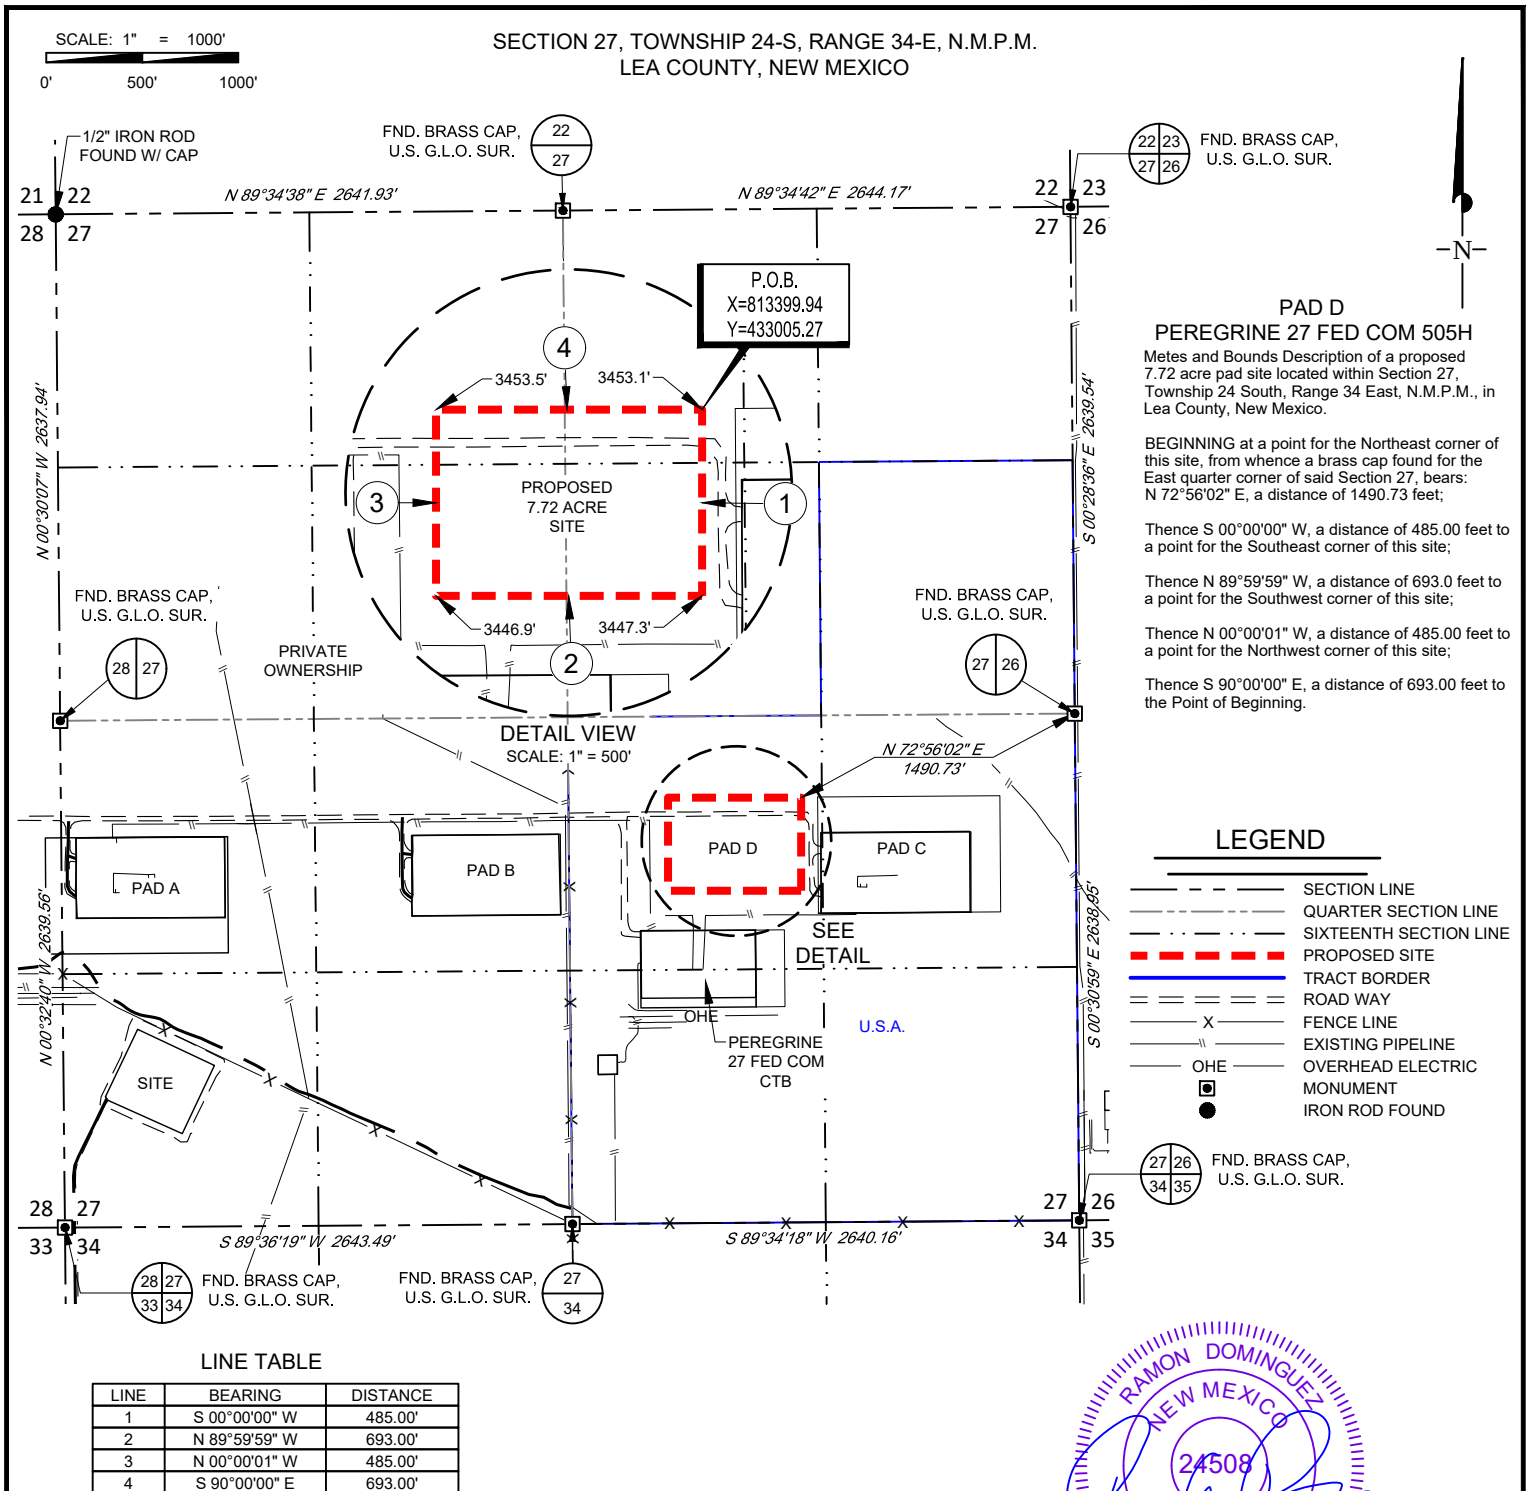 SCALE: 1" = 1000'
0' 500' 1000'
SECTION 27, TOWNSHIP 24-S, RANGE 34-E, N.M.P.M.
LEA COUNTY, NEW MEXICO
1/2" IRON ROD
FOUND W/ CAP
FND. BRASS CAP,
U.S. G.L.O. SUR.
22
27
22 23
27 26
FND. BRASS CAP,
U.S. G.L.O. SUR.
21 22
28 27
N 89°34'38" E 2641.93'
N 89°34'42" E 2644.17'
22 23
27 26
N
P.O.B.
X=813399.94
Y=433005.27
4
3453.5' 3453.1'
N 00°30'07" W 2637.94'
S 00°28'36" E 2639.54'
PROPOSED
7.72 ACRE
SITE
3
1
3446.9' 3447.3'
2
FND. BRASS CAP,
U.S. G.L.O. SUR.
28 27
PRIVATE
OWNERSHIP
FND. BRASS CAP,
U.S. G.L.O. SUR.
27 26
DETAIL VIEW
SCALE: 1" = 500'
N 72°56'02" E
1490.73'
PAD A
PAD B
PAD D
PAD C
SEE
DETAIL
N 00°32'40" W 2639.56'
S 00°30'59" E 2638.95'
OHE
PEREGRINE
27 FED COM
CTB
U.S.A.
SITE
X
28 27
33 34
S 89°36'19" W 2643.49'
S 89°34'18" W 2640.16'
27 26
34 35
27 26
34 35
FND. BRASS CAP,
U.S. G.L.O. SUR.
28 27
33 34
FND. BRASS CAP,
U.S. G.L.O. SUR.
FND. BRASS CAP,
U.S. G.L.O. SUR.
27
34
PAD D
PEREGRINE 27 FED COM 505H
Metes and Bounds Description of a proposed
7.72 acre pad site located within Section 27,
Township 24 South, Range 34 East, N.M.P.M., in
Lea County, New Mexico.
BEGINNING at a point for the Northeast corner of
this site, from whence a brass cap found for the
East quarter corner of said Section 27, bears:
N 72°56'02" E, a distance of 1490.73 feet;
Thence S 00°00'00" W, a distance of 485.00 feet to
a point for the Southeast corner of this site;
Thence N 89°59'59" W, a distance of 693.0 feet to
a point for the Southwest corner of this site;
Thence N 00°00'01" W, a distance of 485.00 feet to
a point for the Northwest corner of this site;
Thence S 90°00'00" E, a distance of 693.00 feet to
the Point of Beginning.
LEGEND
SECTION LINE
QUARTER SECTION LINE
SIXTEENTH SECTION LINE
PROPOSED SITE
TRACT BORDER
ROAD WAY
X FENCE LINE
EXISTING PIPELINE
OHE OVERHEAD ELECTRIC
MONUMENT
IRON ROD FOUND
LINE TABLE
LINE BEARING DISTANCE
1 S 00°00'00" W 485.00'
2 N 89°59'59" W 693.00'
3 N 00°00'01" W 485.00'
4 S 90°00'00" E 693.00'
RAMON DOMINGUEZ
NEW MEXICO
24508